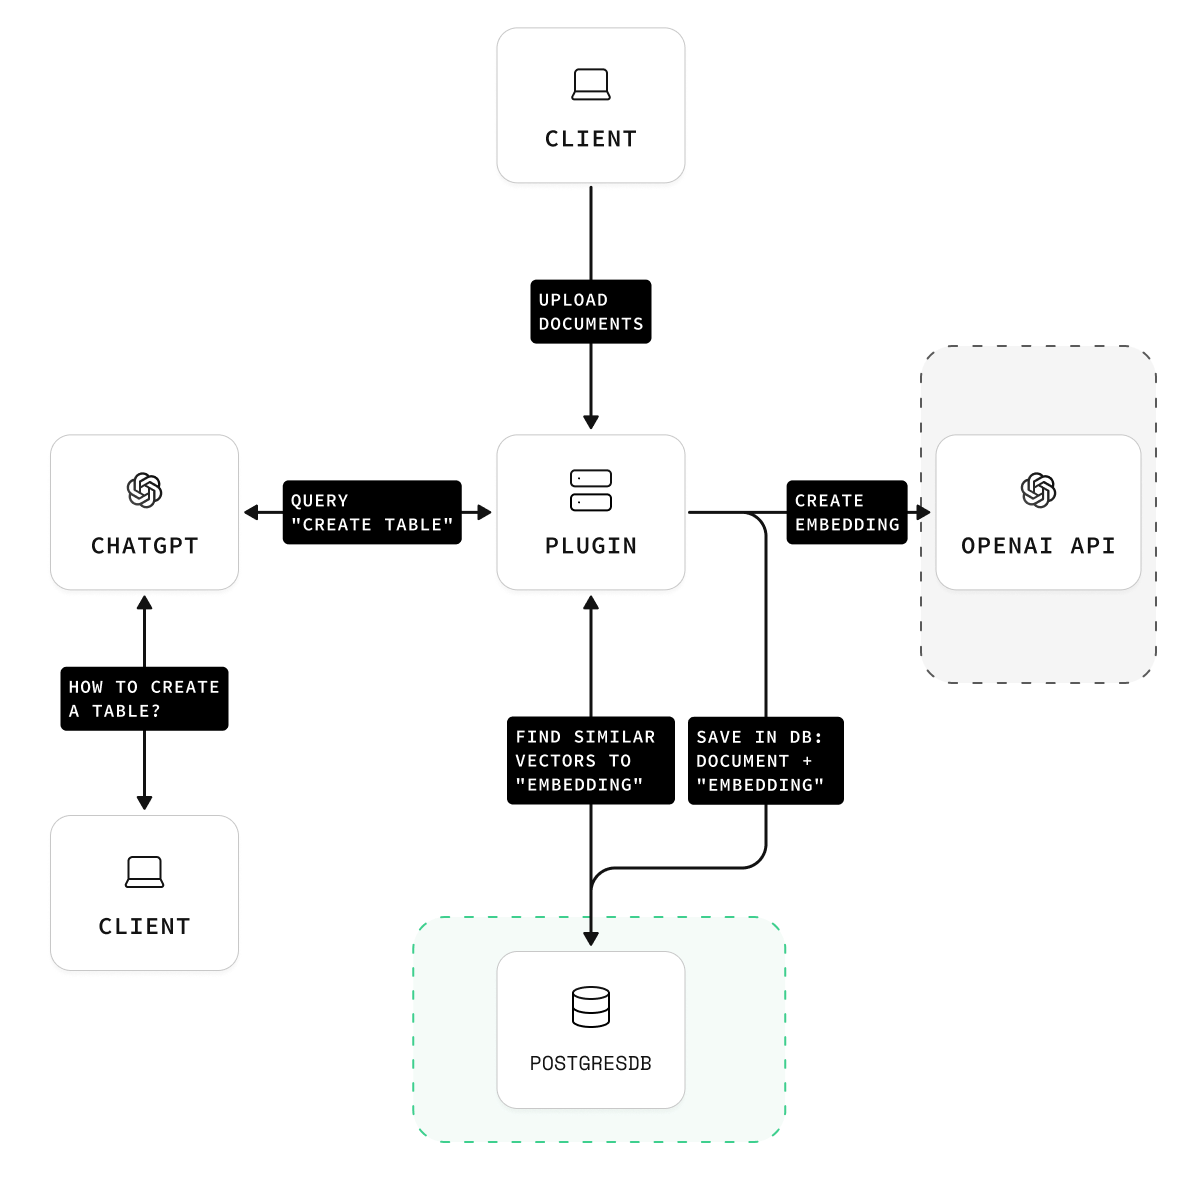 CLIENT
UPLOAD
DOCUMENTS
CHATGPT
QUERY
"CREATE TABLE"
PLUGIN
CREATE
EMBEDDING
OPENAI API
HOW TO CREATE
A TABLE?
FIND SIMILAR
VECTORS TO
"EMBEDDING"
SAVE IN DB:
DOCUMENT +
"EMBEDDING"
CLIENT
POSTGRESDB